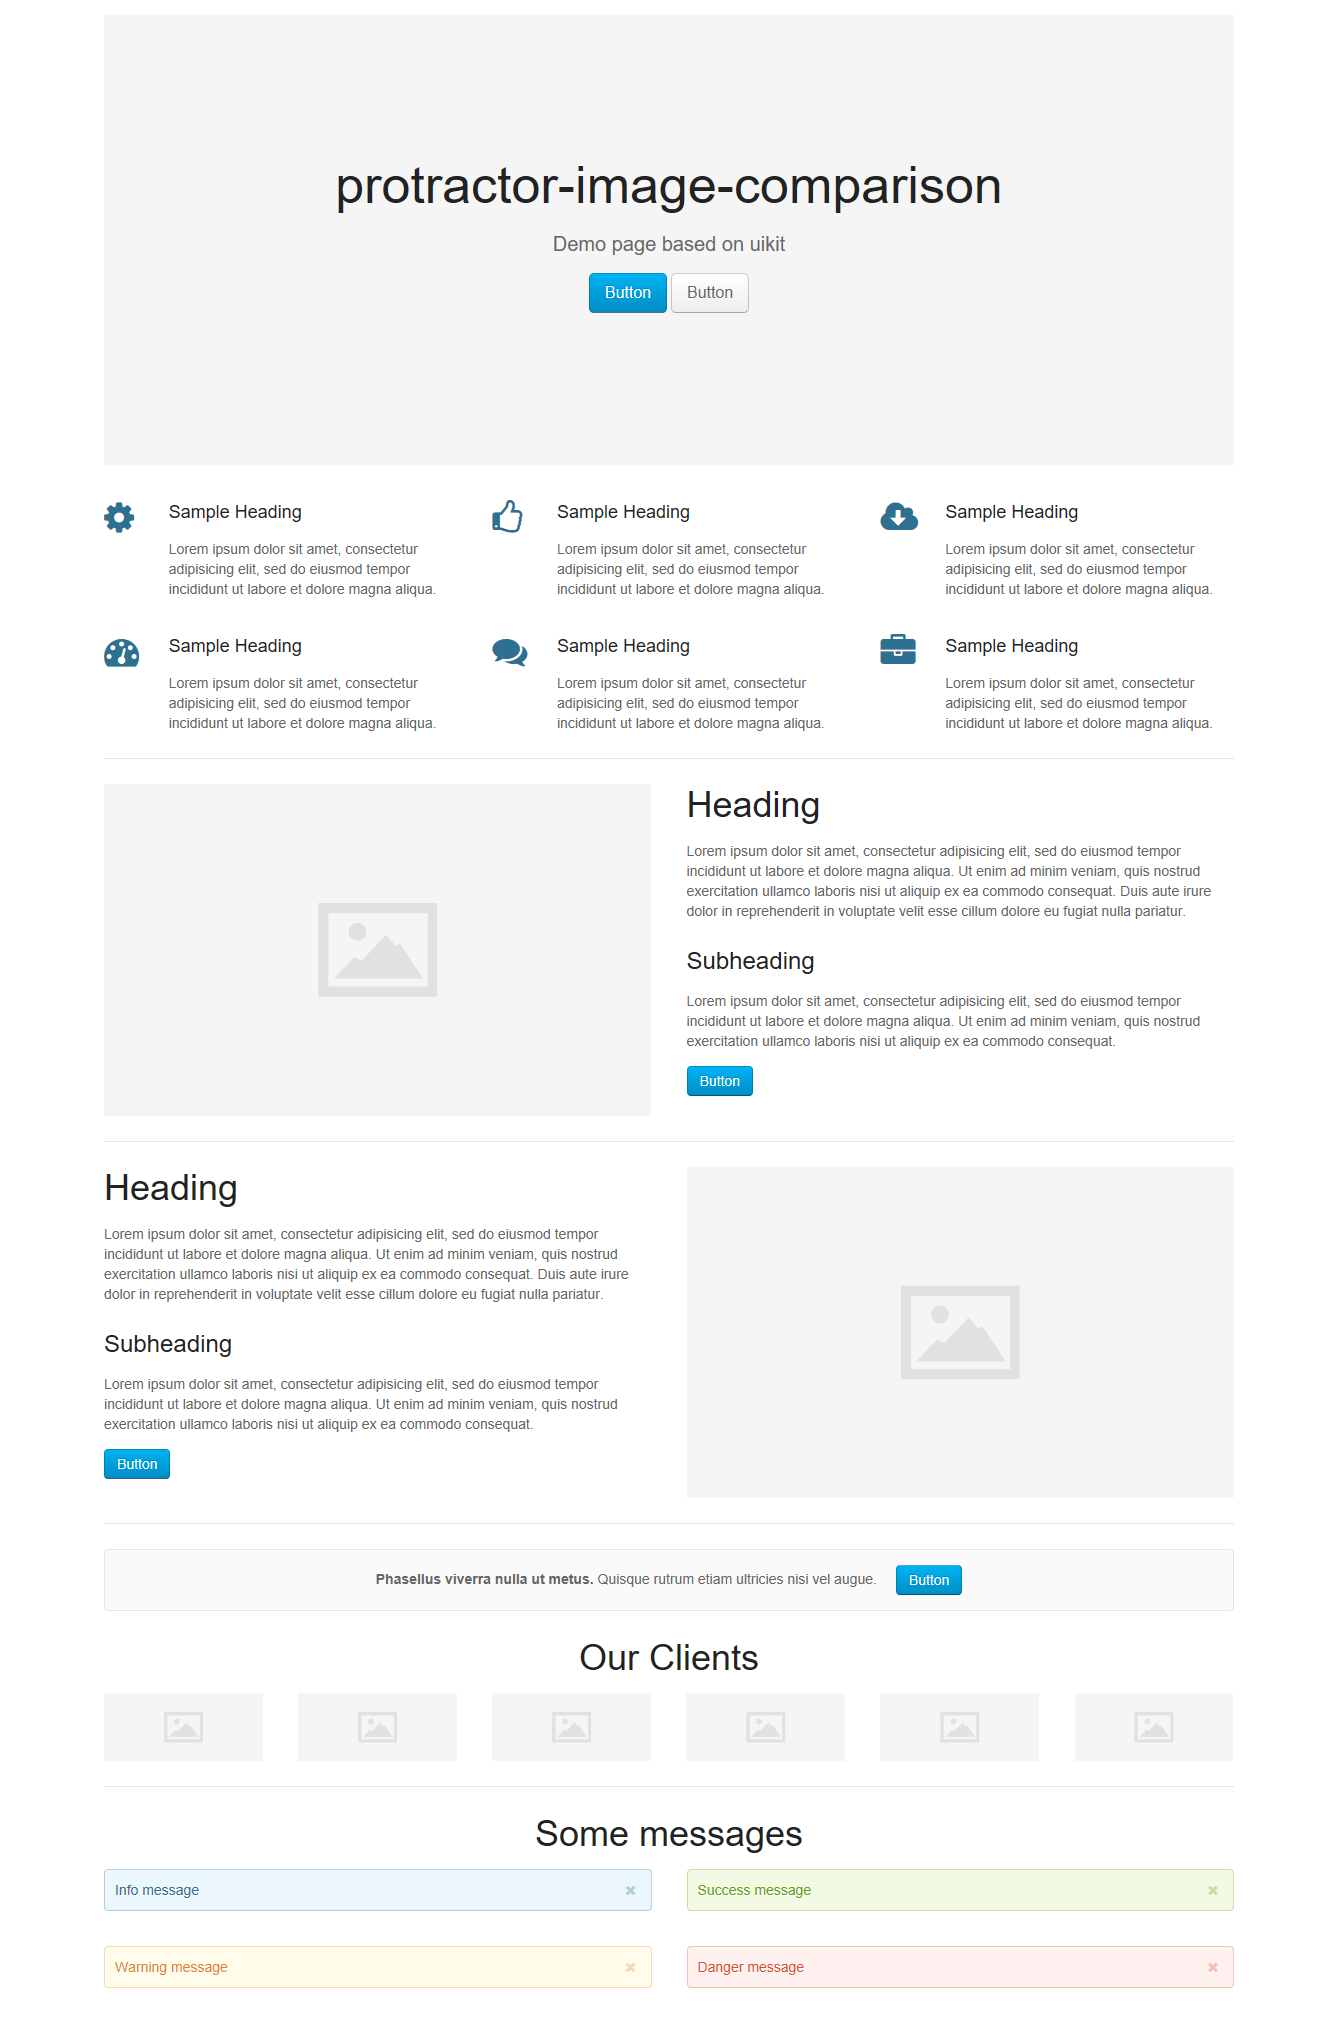 protractor-image-comparison
Demo page based on uikit
Button Button
Sample Heading
Lorem ipsum dolor sit amet, consectetur
adipisicing elit, sed do eiusmod tempor
incididunt ut labore et dolore magna aliqua.
Sample Heading
Lorem ipsum dolor sit amet, consectetur
adipisicing elit, sed do eiusmod tempor
incididunt ut labore et dolore magna aliqua.
Sample Heading
Lorem ipsum dolor sit amet, consectetur
adipisicing elit, sed do eiusmod tempor
incididunt ut labore et dolore magna aliqua.
Sample Heading
Lorem ipsum dolor sit amet, consectetur
adipisicing elit, sed do eiusmod tempor
incididunt ut labore et dolore magna aliqua.
Sample Heading
Lorem ipsum dolor sit amet, consectetur
adipisicing elit, sed do eiusmod tempor
incididunt ut labore et dolore magna aliqua.
Sample Heading
Lorem ipsum dolor sit amet, consectetur
adipisicing elit, sed do eiusmod tempor
incididunt ut labore et dolore magna aliqua.
Heading
Lorem ipsum dolor sit amet, consectetur adipisicing elit, sed do eiusmod tempor
incididunt ut labore et dolore magna aliqua. Ut enim ad minim veniam, quis nostrud
exercitation ullamco laboris nisi ut aliquip ex ea commodo consequat. Duis aute irure
dolor in reprehenderit in voluptate velit esse cillum dolore eu fugiat nulla pariatur.
Subheading
Lorem ipsum dolor sit amet, consectetur adipisicing elit, sed do eiusmod tempor
incididunt ut labore et dolore magna aliqua. Ut enim ad minim veniam, quis nostrud
exercitation ullamco laboris nisi ut aliquip ex ea commodo consequat.
Button
Heading
Lorem ipsum dolor sit amet, consectetur adipisicing elit, sed do eiusmod tempor
incididunt ut labore et dolore magna aliqua. Ut enim ad minim veniam, quis nostrud
exercitation ullamco laboris nisi ut aliquip ex ea commodo consequat. Duis aute irure
dolor in reprehenderit in voluptate velit esse cillum dolore eu fugiat nulla pariatur.
Subheading
Lorem ipsum dolor sit amet, consectetur adipisicing elit, sed do eiusmod tempor
incididunt ut labore et dolore magna aliqua. Ut enim ad minim veniam, quis nostrud
exercitation ullamco laboris nisi ut aliquip ex ea commodo consequat.
Button
Phasellus viverra nulla ut metus. Quisque rutrum etiam ultricies nisi vel augue. Button
Our Clients
Some messages
Info message
Success message
Warning message
Danger message